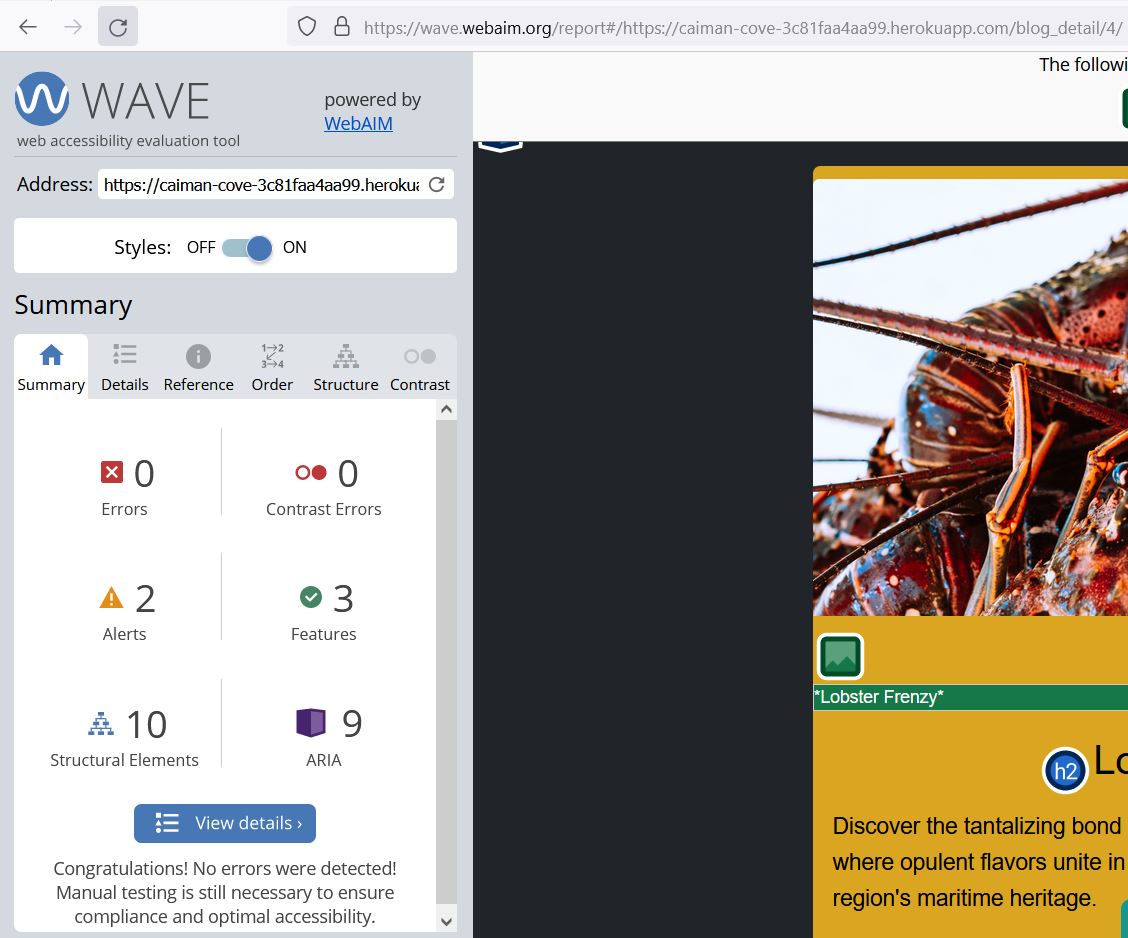 https://wave.webaim.org/report#/https://caiman-cove-3c81faa4aa99.herokuapp.com/blog_detail/4/
WAVE
powered by
WebAIM
web accessibility evaluation tool
Address: https://caiman-cove-3c81faa4aa99.heroku
Styles: OFF ON
Summary
Summary Details Reference Order Structure Contrast
1 2
3 4
0 0
Errors Contrast Errors
2 3
Alerts Features
10 9
Structural Elements ARIA
View details ›
Congratulations! No errors were detected!
Manual testing is still necessary to ensure
compliance and optimal accessibility.
The followi
*Lobster Frenzy*
h2 Lo
Discover the tantalizing bond
where opulent flavors unite in
region's maritime heritage.